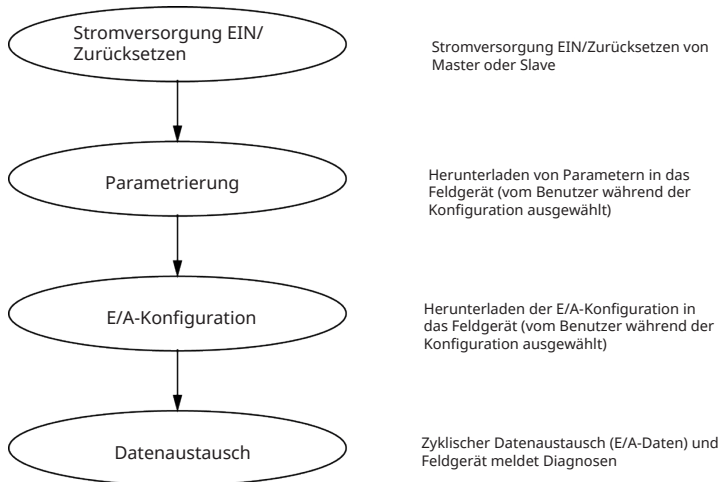 Stromversorgung EIN/
Zurücksetzen
Stromversorgung EIN/Zurücksetzen von
Master oder Slave
Parametrierung
Herunterladen von Parametern in das
Feldgerät (vom Benutzer während der
Konfiguration ausgewählt)
E/A-Konfiguration
Herunterladen der E/A-Konfiguration in
das Feldgerät (vom Benutzer während der
Konfiguration ausgewählt)
Datenaustausch
Zyklischer Datenaustausch (E/A-Daten) und
Feldgerät meldet Diagnosen